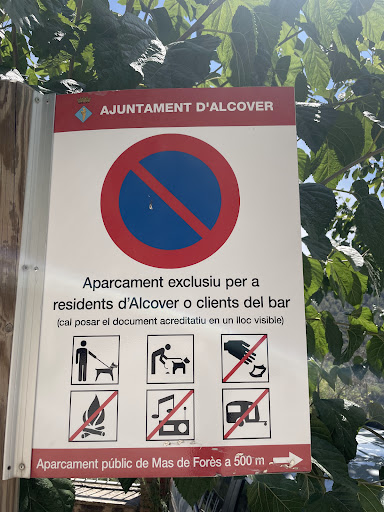 AJUNTAMENT D'ALCOVER
Aparcament exclusiu per a
residents d'Alcover o clients del bar
(cal posar el document acreditatiu en un lloc visible)
Aparcament públic de Mas de Forès a 500 m